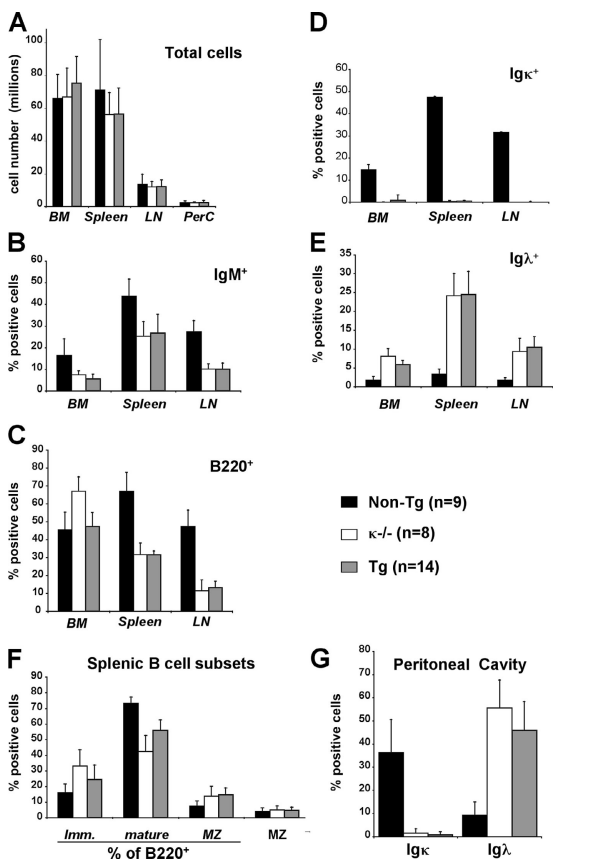 A
Total cells
cell number (millions)
100
80
60
40
20
0
BM Spleen LN PerC
B
IgM+
% positive cells
60
50
40
30
20
10
0
BM Spleen LN
C
B220+
% positive cells
90
80
70
60
50
40
30
20
10
0
BM Spleen LN
D
Igκ+
% positive cells
60
50
40
30
20
10
0
BM Spleen LN
E
Igλ+
% positive cells
35
30
25
20
15
10
5
0
BM Spleen LN
Non-Tg (n=9)
κ-/- (n=8)
Tg (n=14)
F
Splenic B cell subsets
% positive cells
90
80
70
60
50
40
30
20
10
0
Imm. mature MZ MZ
% of B220+
G
Peritoneal Cavity
% positive cells
80
70
60
50
40
30
20
10
0
Igκ Igλ